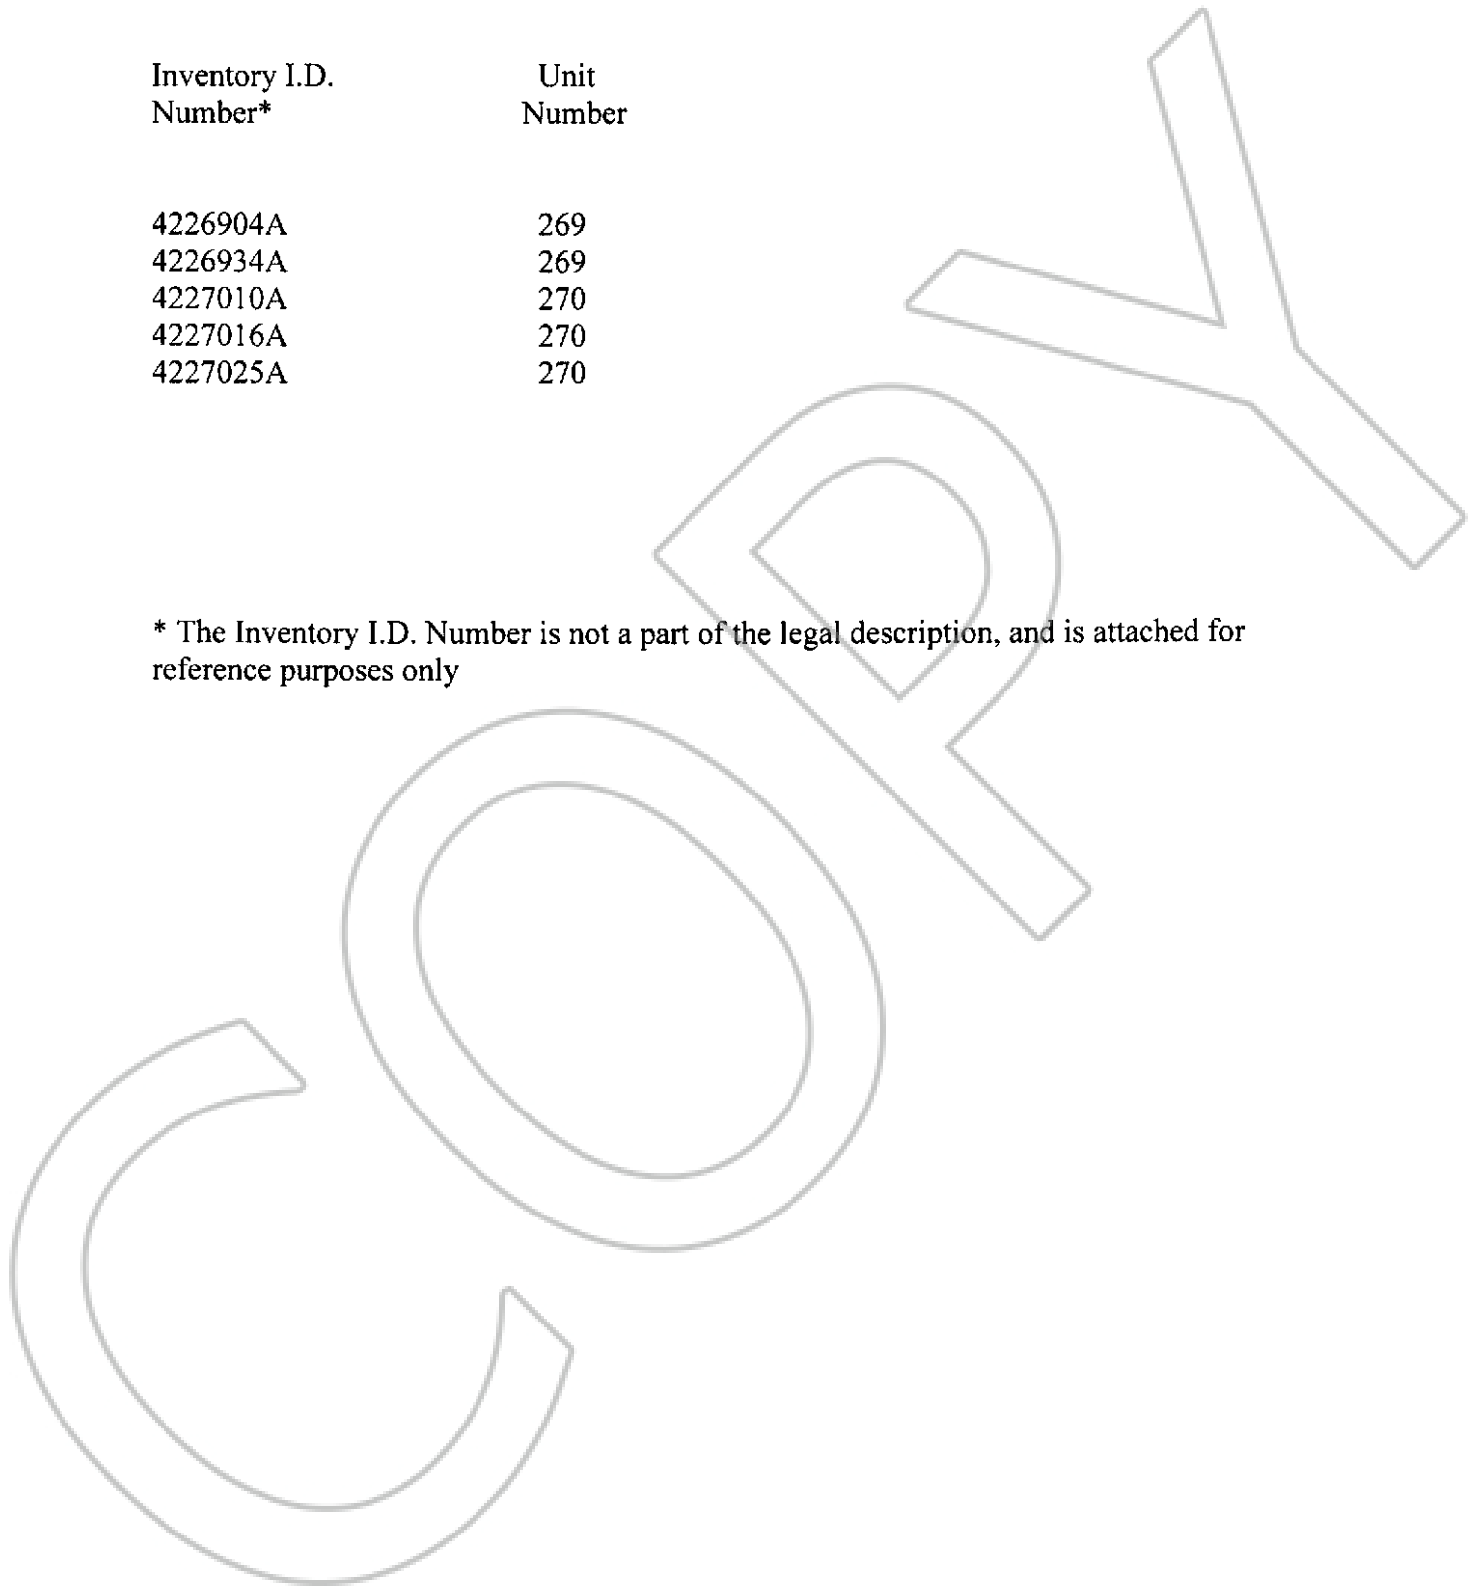 Inventory I.D. Unit
Number* Number
4226904A 269
4226934A 269
4227010A 270
4227016A 270
4227025A 270
* The Inventory I.D. Number is not a part of the legal description, and is attached for
reference purposes only
COPY